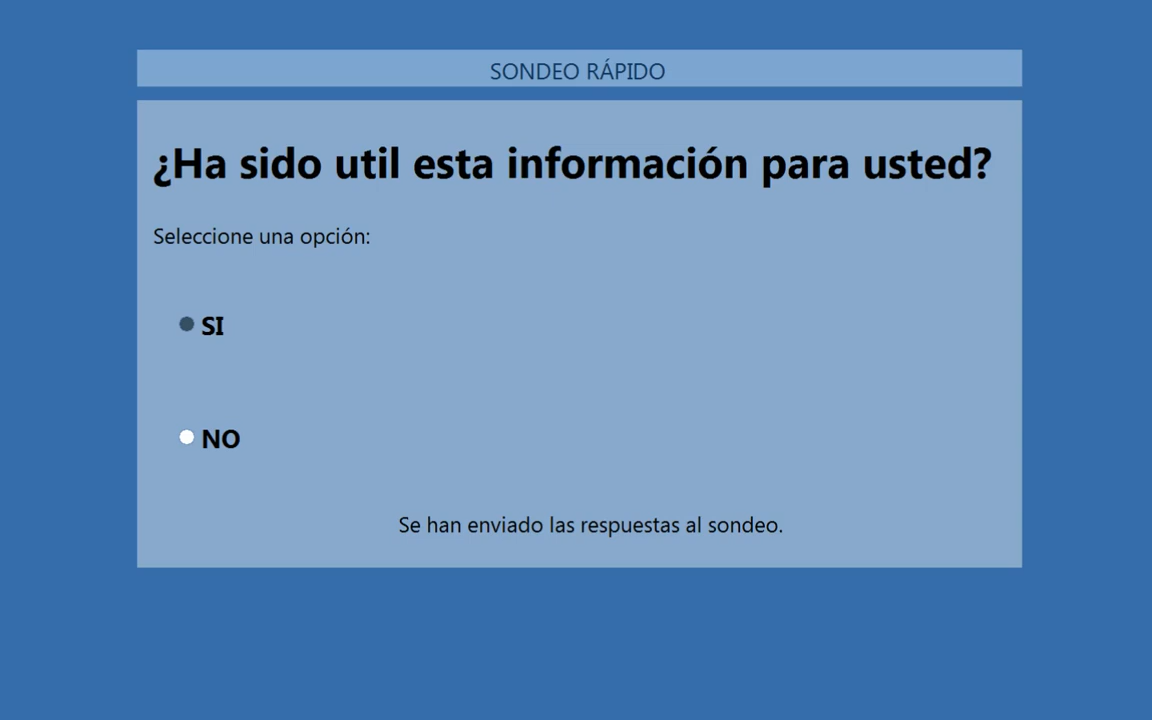 SONDEO RÁPIDO
¿Ha sido util esta información para usted?
Seleccione una opción:
SI
NO
Se han enviado las respuestas al sondeo.